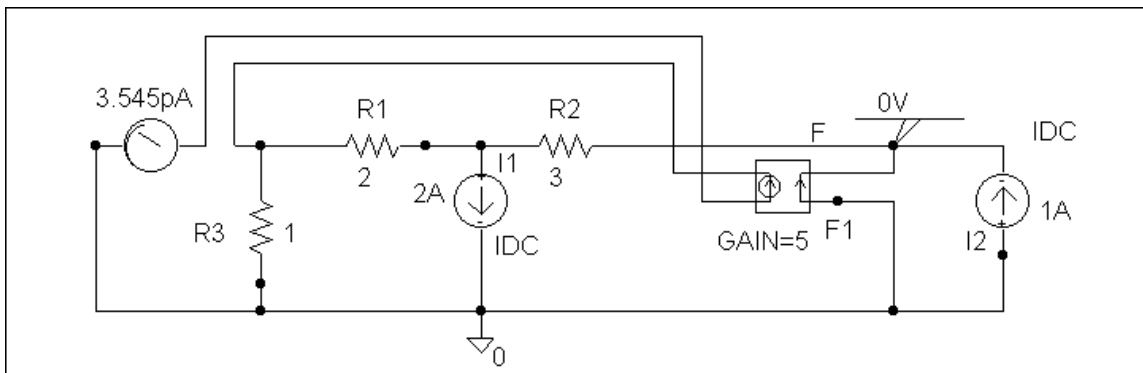 3.545pA
R1
2
R2
3
0V
F
IDC
I1
2A
IDC
R3
1
GAIN=5
F1
1A
I2
0